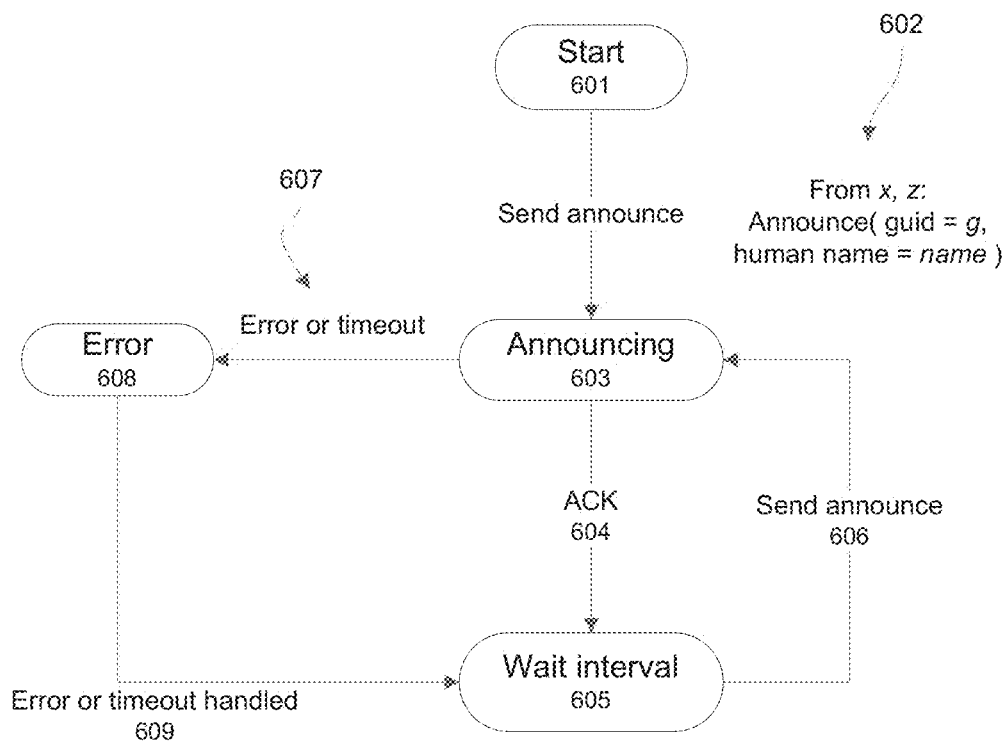 Start
601
602
From x, z:
Announce( guid = g,
human name = name )
607
Send announce
Error or timeout
Error
608
Announcing
603
ACK
604
Send announce
606
Wait interval
605
Error or timeout handled
609